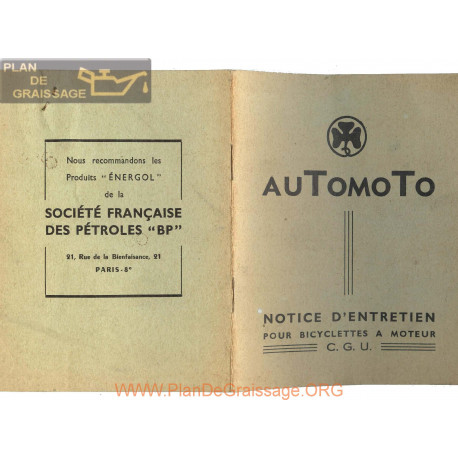 PLAN
DE
GRAISSAGE
Nous recommandons les
Produits "ÉNERGOL"
de la
SOCIÉTÉ FRANÇAISE
DES PÉTROLES "BP"
21, Rue de la Bienfaisance, 21
PARIS-8e
AUTOMOTO
NOTICE D'ENTRETIEN
POUR BICYCLETTES A MOTEUR
C. G. U.
www.PlanDeGraissage.ORG